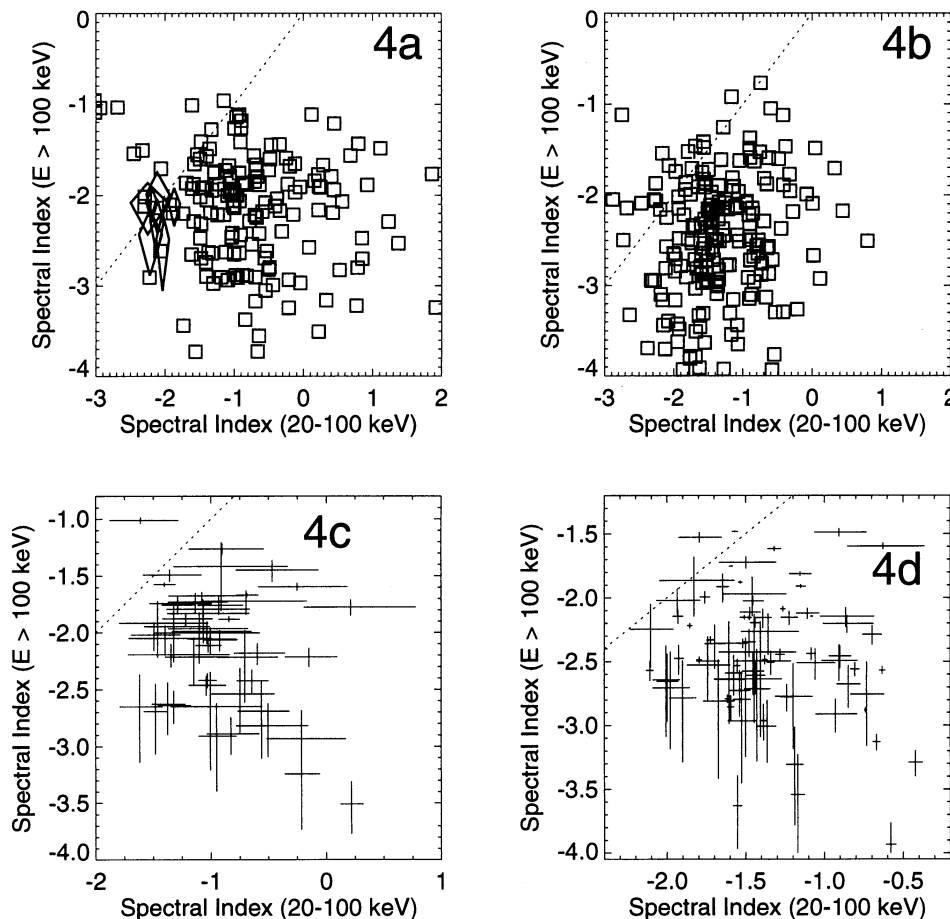 4a
0
-1
-2
-3
-4
Spectral Index (E > 100 keV)
-3 -2 -1 0 1 2
Spectral Index (20-100 keV)
4b
0
-1
-2
-3
-4
Spectral Index (E > 100 keV)
-3 -2 -1 0 1 2
Spectral Index (20-100 keV)
4c
-1.0
-1.5
-2.0
-2.5
-3.0
-3.5
-4.0
Spectral Index (E > 100 keV)
-2 -1 0 1
Spectral Index (20-100 keV)
4d
-1.5
-2.0
-2.5
-3.0
-3.5
-4.0
Spectral Index (E > 100 keV)
-2.0 -1.5 -1.0 -0.5
Spectral Index (20-100 keV)